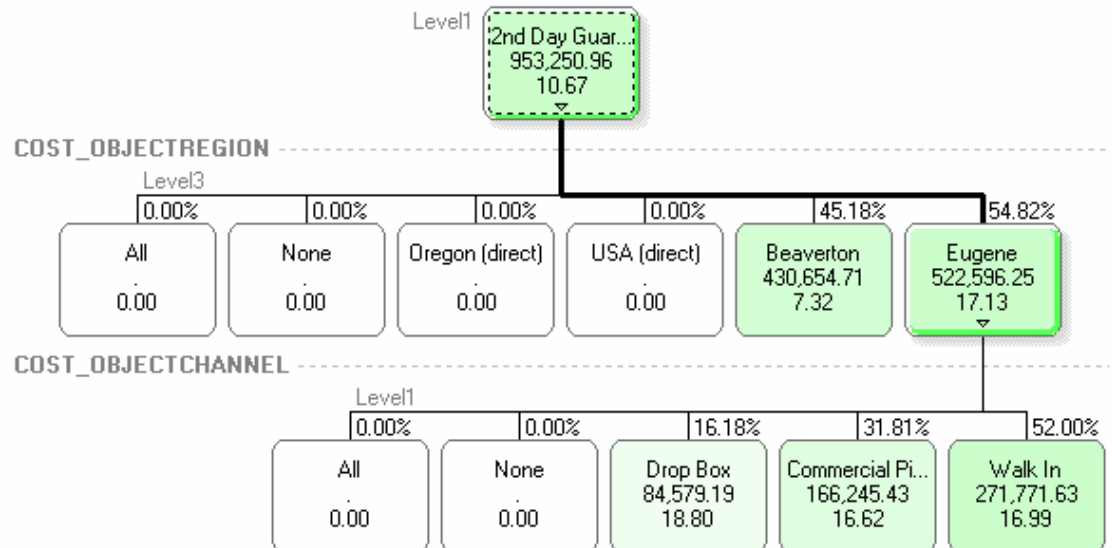 Level1
2nd Day Guar...
953,250.96
10.67
COST_OBJECTREGION
Level3
0.00% 0.00% 0.00% 0.00% 45.18% 54.82%
All None Oregon (direct) USA (direct) Beaverton Eugene
. . . . 430,654.71 522,596.25
0.00 0.00 0.00 0.00 7.32 17.13
COST_OBJECTCHANNEL
Level1
0.00% 0.00% 16.18% 31.81% 52.00%
All None Drop Box Commercial Pi... Walk In
. . 84,579.19 166,245.43 271,771.63
0.00 0.00 18.80 16.62 16.99